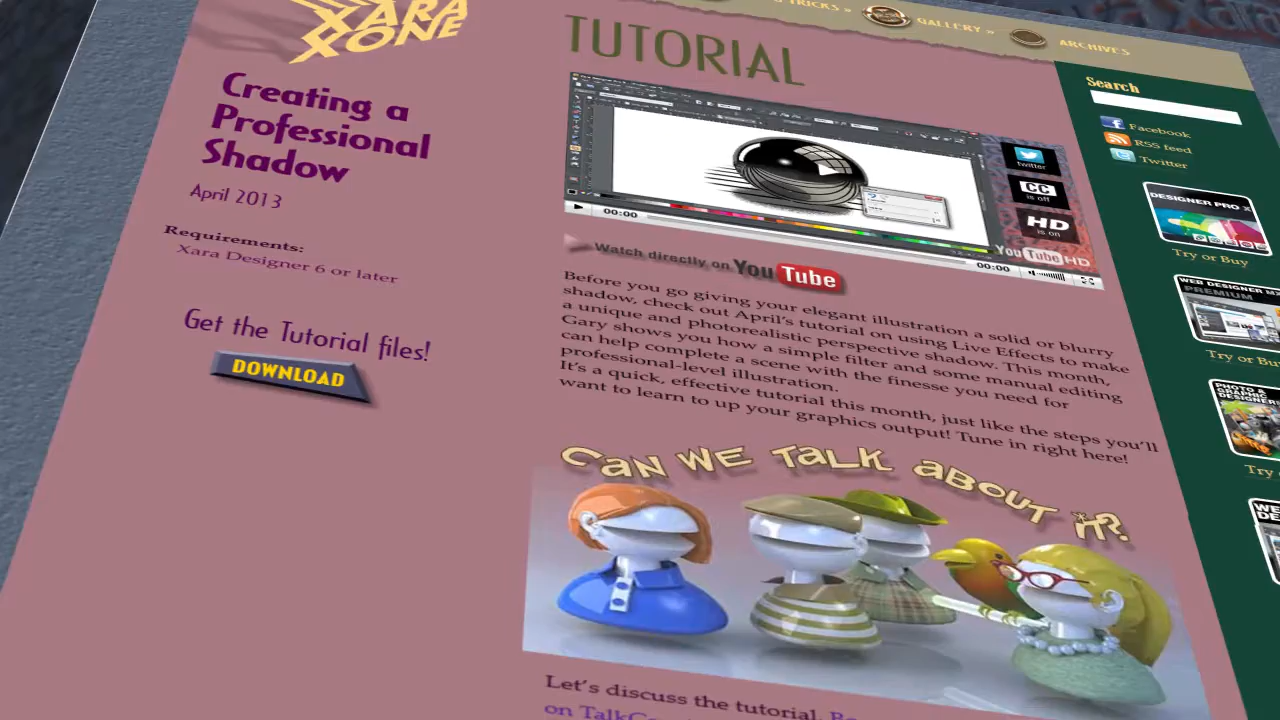 XARA
XONE
TRICKS »
GALLERY »
ARCHIVES
Creating a
Professional
Shadow
April 2013
Requirements:
Xara Designer 6 or later
Get the Tutorial files!
DOWNLOAD
TUTORIAL
twitter
CC
is off
HD
is on
YouTube HD
00:00
00:00
Watch directly on YouTube
Before you go giving your elegant illustration a solid or blurry
shadow, check out April's tutorial on using Live Effects to make
a unique and photorealistic perspective shadow. This month,
Gary shows you how a simple filter and some manual editing
can help complete a scene with the finesse you need for
professional-level illustration.
It's a quick, effective tutorial this month, just like the steps you'll
want to learn to up your graphics output! Tune in right here!
CAN WE TALK ABOUT iT?
Let's discuss the tutorial.
on
Search
Facebook
RSS feed
Twitter
DESIGNER PRO X
Try or Buy
WEB DESIGNER MX
PREMIUM
Try or Buy
PHOTO &
GRAPHIC
DESIGNER
Try